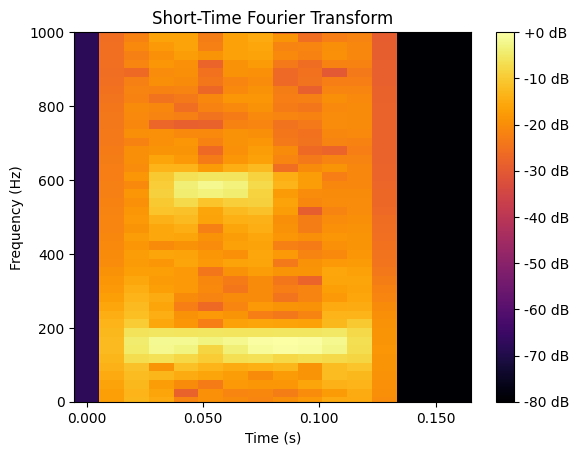 Short-Time Fourier Transform
Frequency (Hz)
1000
800
600
400
200
0
0.000
0.050
0.100
0.150
Time (s)
+0 dB
-10 dB
-20 dB
-30 dB
-40 dB
-50 dB
-60 dB
-70 dB
-80 dB